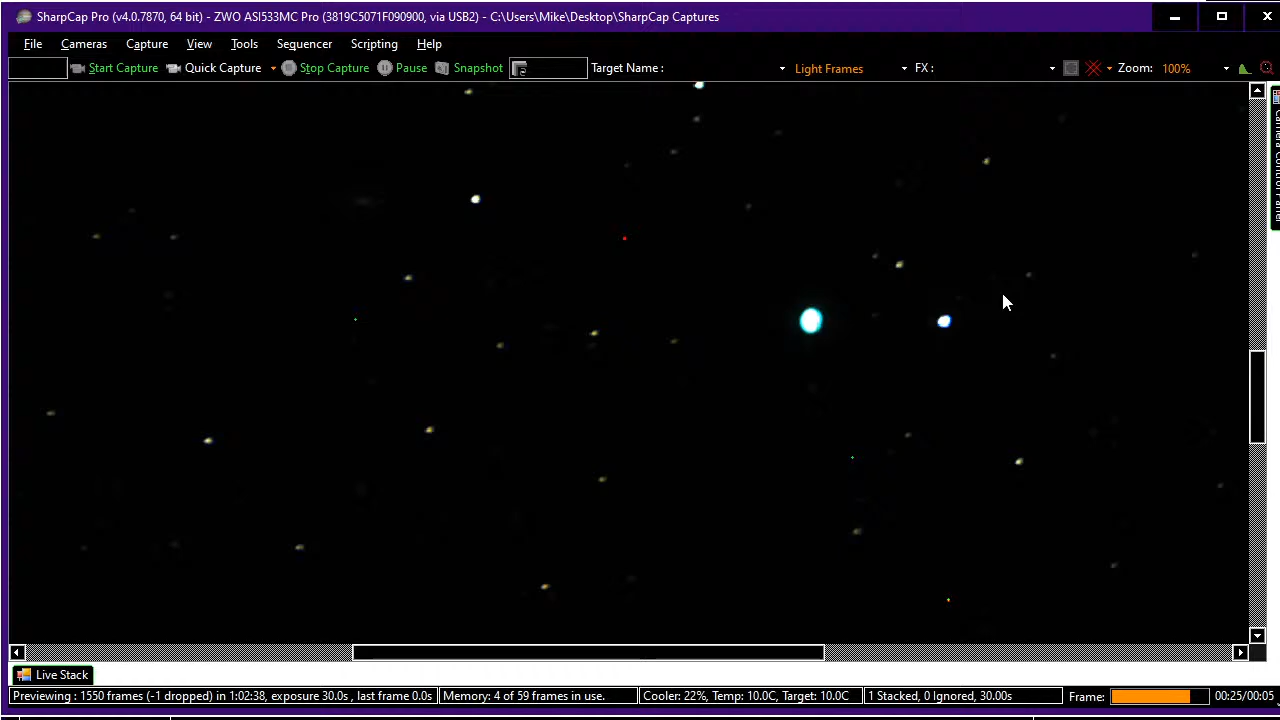 SharpCap Pro (v4.0.7870, 64 bit) - ZWO ASI533MC Pro (3819C5071F090900, via USB2) - C:\Users\Mike\Desktop\SharpCap Captures
File Cameras Capture View Tools Sequencer Scripting Help
Start Capture Quick Capture Stop Capture Pause Snapshot Target Name : Light Frames FX : Zoom: 100%
Camera Control Panel
Live Stack
Previewing : 1550 frames (-1 dropped) in 1:02:38, exposure 30.0s , last frame 0.0s Memory: 4 of 59 frames in use. Cooler: 22%, Temp: 10.0C, Target: 10.0C 1 Stacked, 0 Ignored, 30.00s Frame: 00:25/00:05